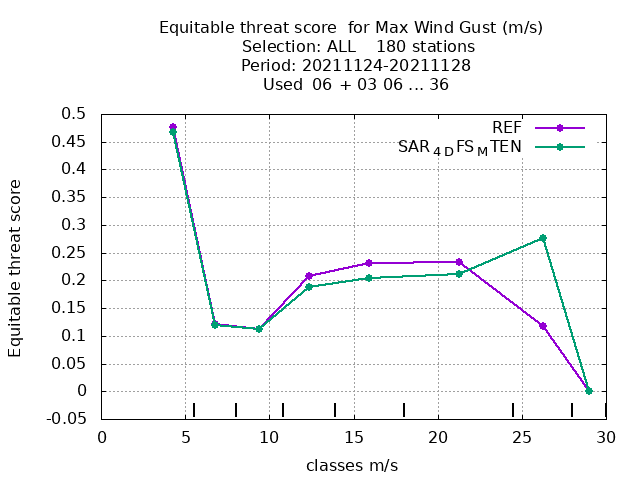 Equitable threat score  for Max Wind Gust (m/s)
Selection: ALL    180 stations
Period: 20211124-20211128
Used  06 + 03 06 ... 36
REF
SAR4DFSMTEN
Equitable threat score
0.5
0.45
0.4
0.35
0.3
0.25
0.2
0.15
0.1
0.05
0
-0.05
0 5 10 15 20 25 30
classes m/s